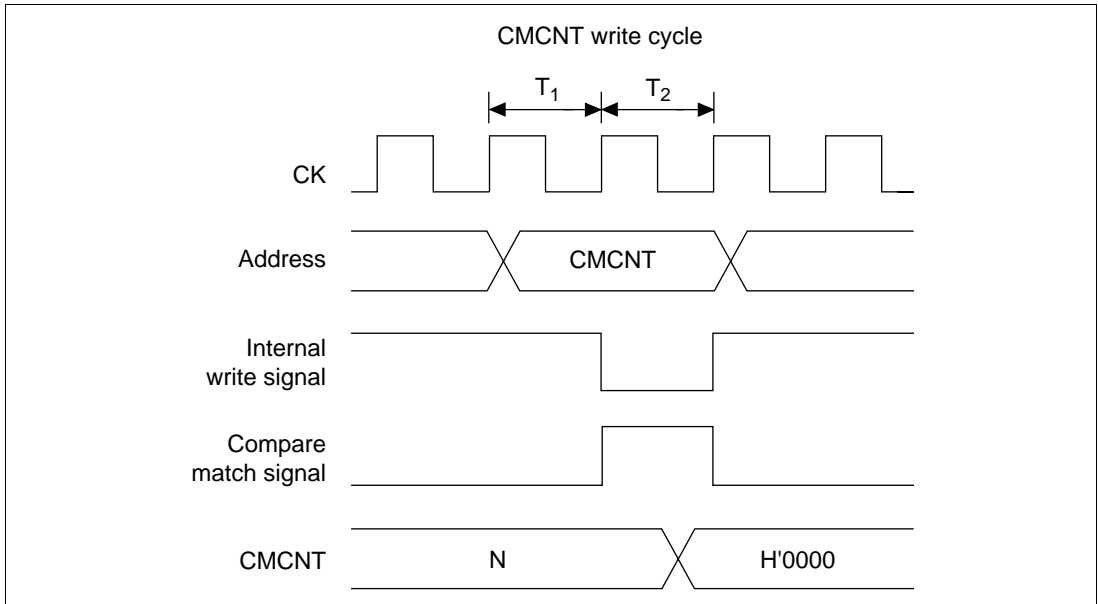 CMCNT write cycle
T1 T2
CK
Address CMCNT
Internal
write signal
Compare
match signal
CMCNT N H'0000